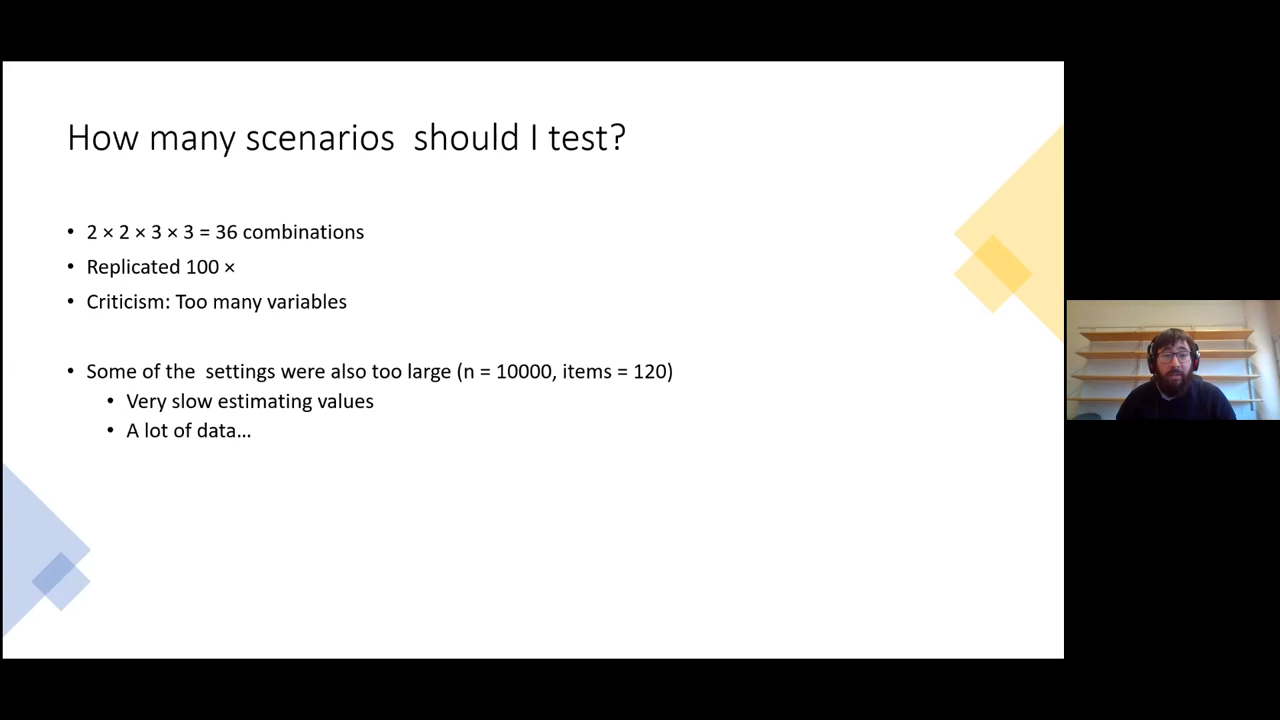 How many scenarios  should I test?
• 2 × 2 × 3 × 3 = 36 combinations
• Replicated 100 ×
• Criticism: Too many variables
• Some of the  settings were also too large (n = 10000, items = 120)
• Very slow estimating values
• A lot of data…